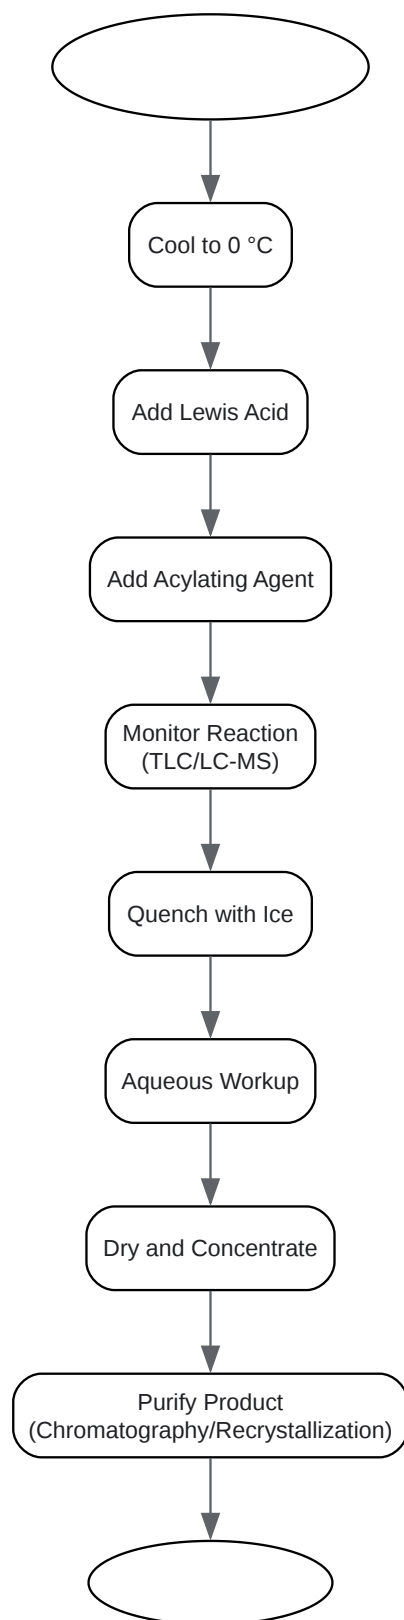 Cool to 0 °C
Add Lewis Acid
Add Acylating Agent
Monitor Reaction
(TLC/LC-MS)
Quench with Ice
Aqueous Workup
Dry and Concentrate
Purify Product
(Chromatography/Recrystallization)